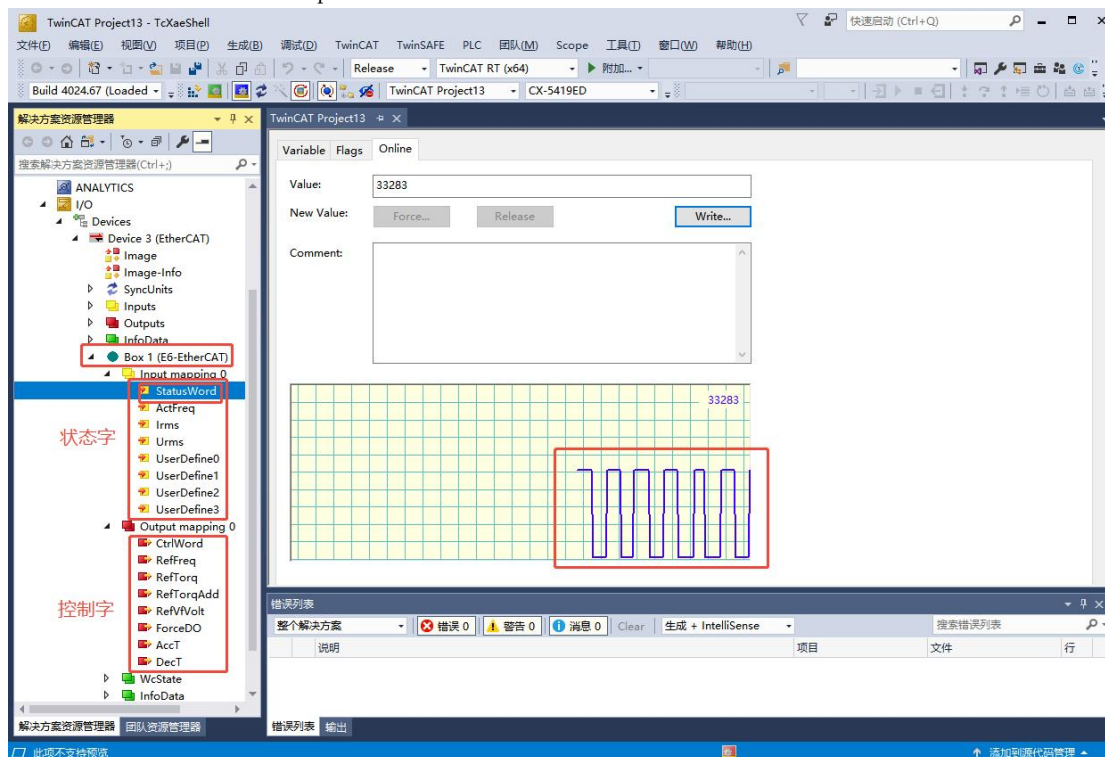 TwinCAT Project13 - TcXaeShell
快速启动 (Ctrl+Q)
文件(F) 编辑(E) 视图(V) 项目(P) 生成(B) 调试(D) TwinCAT TwinSAFE PLC 团队(M) Scope 工具(T) 窗口(W) 帮助(H)
Release TwinCAT RT (x64) 附加...
Build 4024.67 (Loaded TwinCAT Project13 CX-5419ED
解决方案资源管理器
搜索解决方案资源管理器(Ctrl+;)
ANALYTICS
I/O
Devices
Device 3 (EtherCAT)
Image
Image-Info
SyncUnits
Inputs
Outputs
InfoData
Box 1 (E6-EtherCAT)
Input mapping 0
StatusWord
ActFreq
Irms
状态字
Urms
UserDefine0
UserDefine1
UserDefine2
UserDefine3
Output mapping 0
CtrlWord
RefFreq
RefTorq
RefTorqAdd
控制字
RefVfVolt
ForceDO
AccT
DecT
WcState
InfoData
解决方案资源管理器 团队资源管理器
TwinCAT Project13
Variable Flags Online
Value: 33283
New Value: Force... Release Write...
Comment:
33283
错误列表
整个解决方案 错误 0 警告 0 消息 0 Clear 生成 + IntelliSense 搜索错误列表
说明 项目 文件 行
错误列表 输出
此项不支持预览 添加到源代码管理